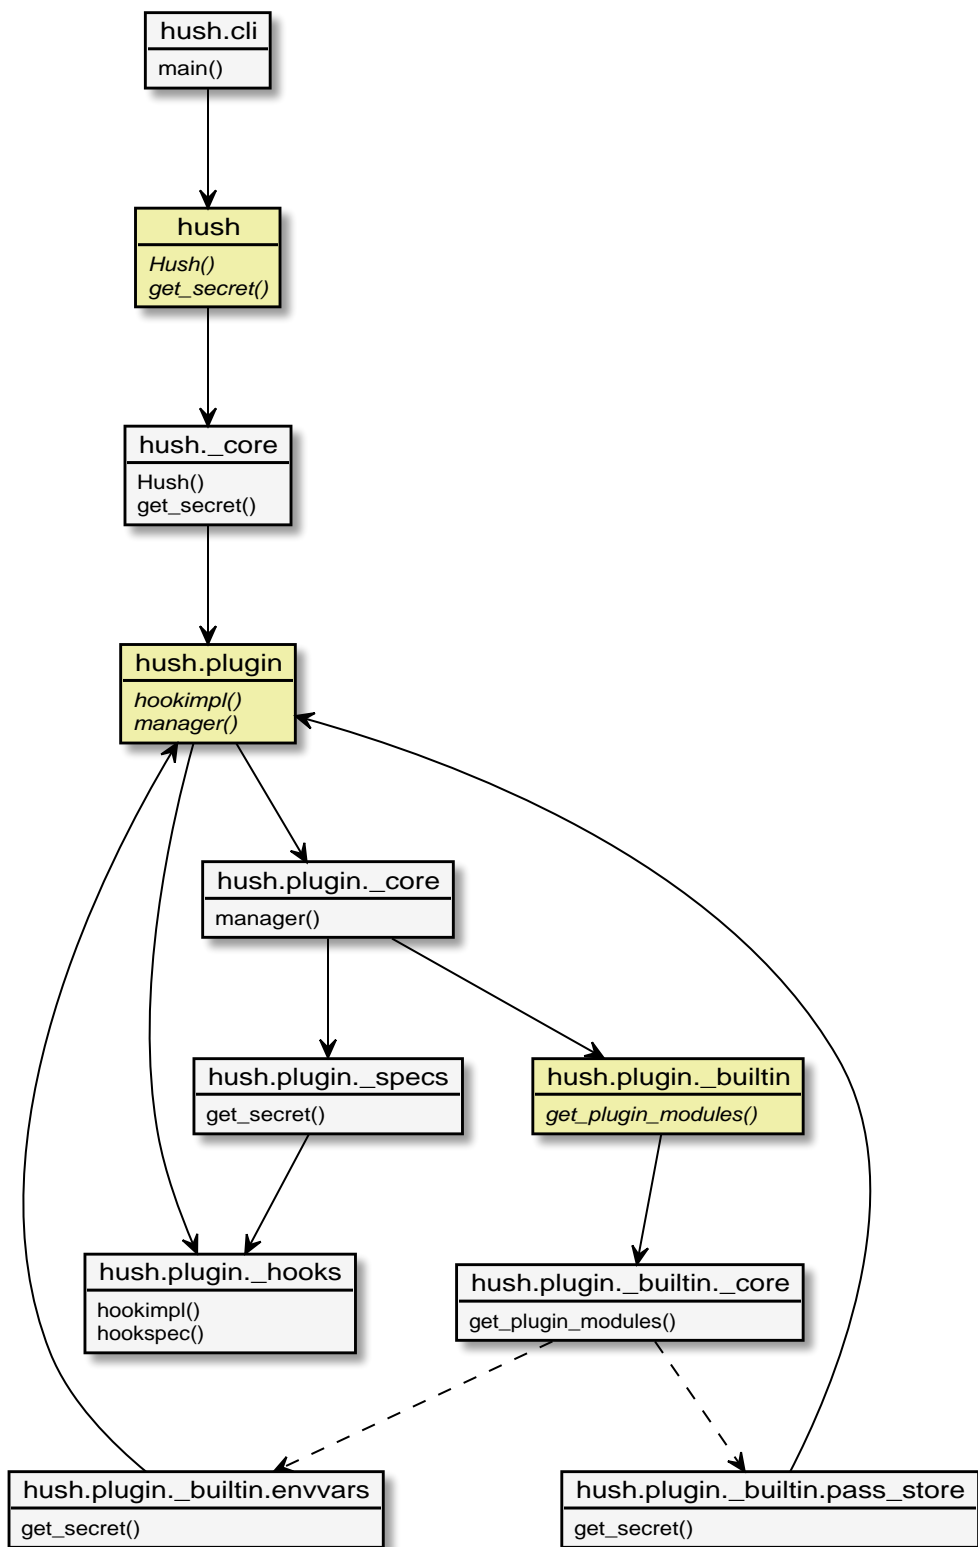 hush.cli
main()
hush
Hush()
get_secret()
hush._core
Hush()
get_secret()
hush.plugin
hookimpl()
manager()
hush.plugin._core
manager()
hush.plugin._specs
get_secret()
hush.plugin._builtin
get_plugin_modules()
hush.plugin._hooks
hookimpl()
hookspec()
hush.plugin._builtin._core
get_plugin_modules()
hush.plugin._builtin.envvars
get_secret()
hush.plugin._builtin.pass_store
get_secret()